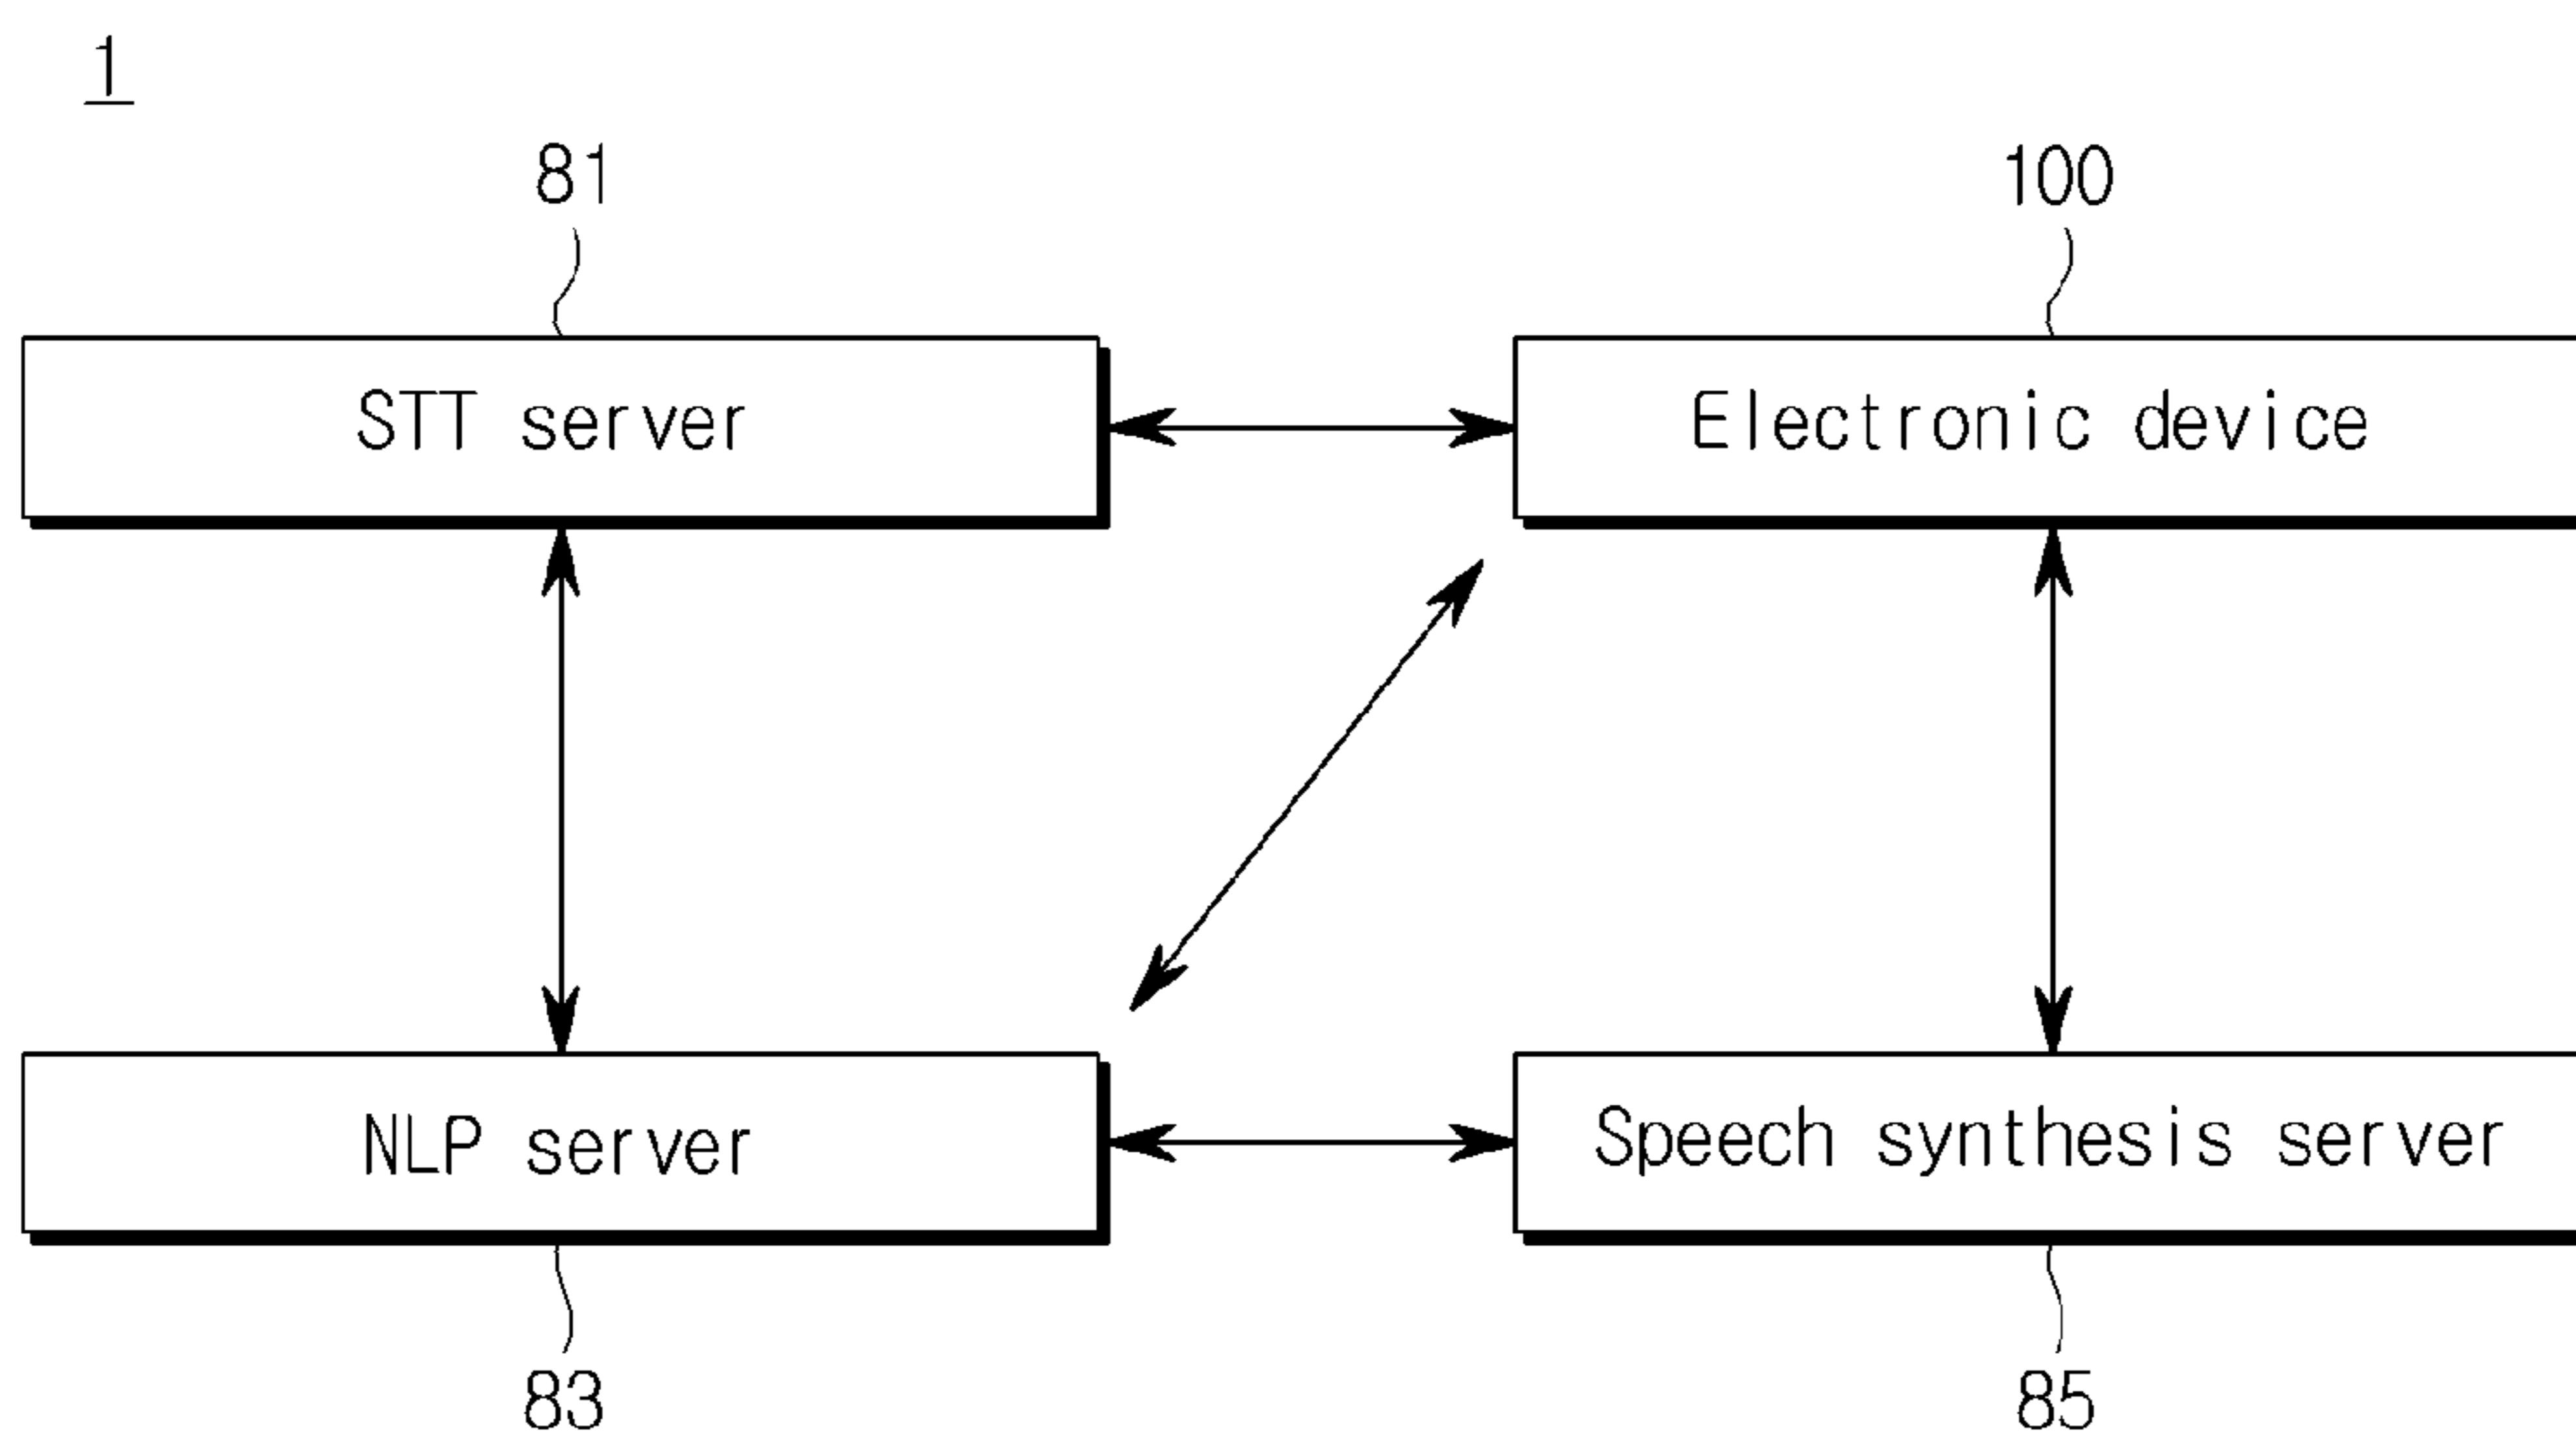 1
81
100
STT server
Electronic device
NLP server
Speech synthesis server
83
85